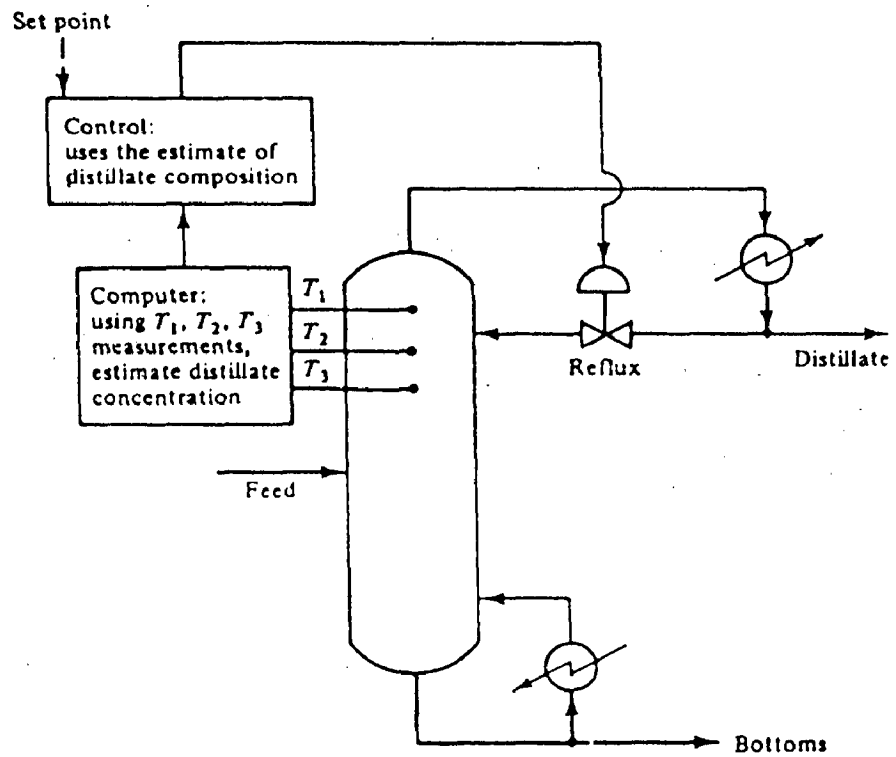 Set point
Control:
uses the estimate of
distillate composition
Computer:
using T₁, T₂, T₃
measurements,
estimate distillate
concentration
T₁
T₂
T₃
Reflux
Distillate
Feed
Bottoms